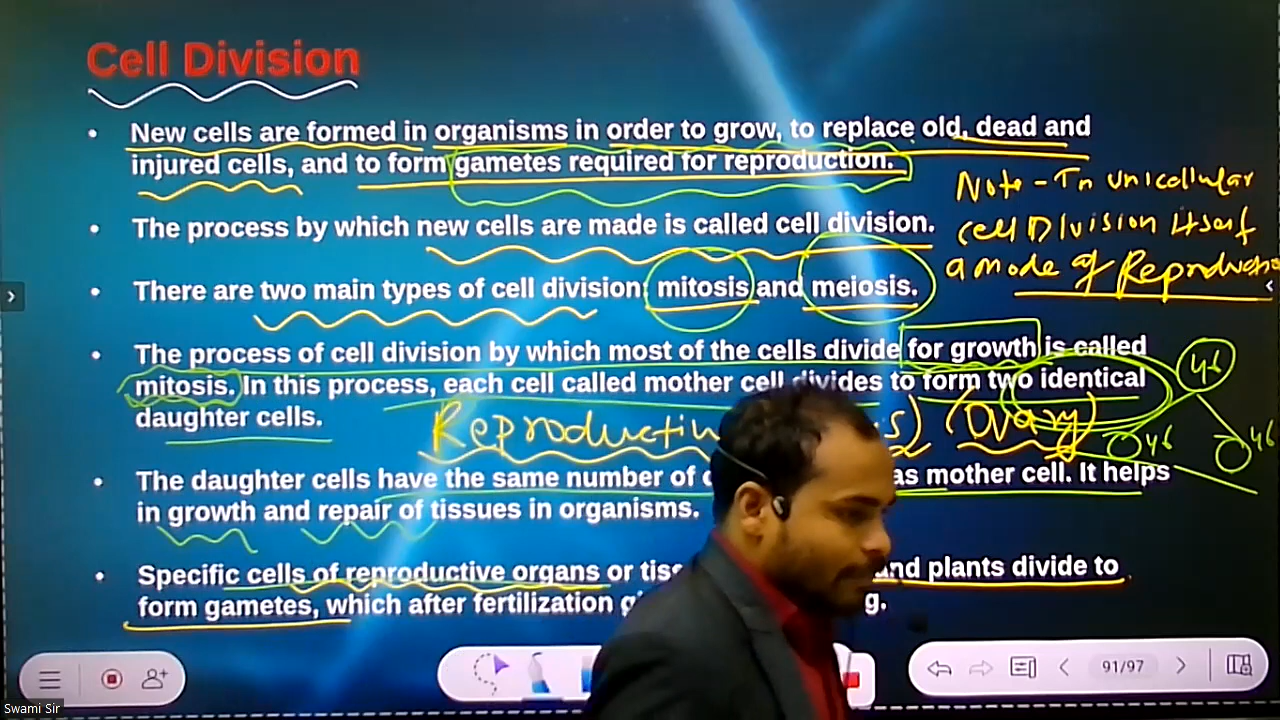 Cell Division
• New cells are formed in organisms in order to grow, to replace old, dead and
injured cells, and to form gametes required for reproduction.
Note - In unicellular
cell Division itself
a mode of Reproduction
• The process by which new cells are made is called cell division.
• There are two main types of cell division: mitosis and meiosis.
• The process of cell division by which most of the cells divide for growth is called
mitosis. In this process, each cell called mother cell divides to form two identical
daughter cells.
46
46 46
Reproductive (Ovary)
• The daughter cells have the same number of as mother cell. It helps
in growth and repair of tissues in organisms.
• Specific cells of reproductive organs or and plants divide to
form gametes, which after fertilization
91/97
Swami Sir